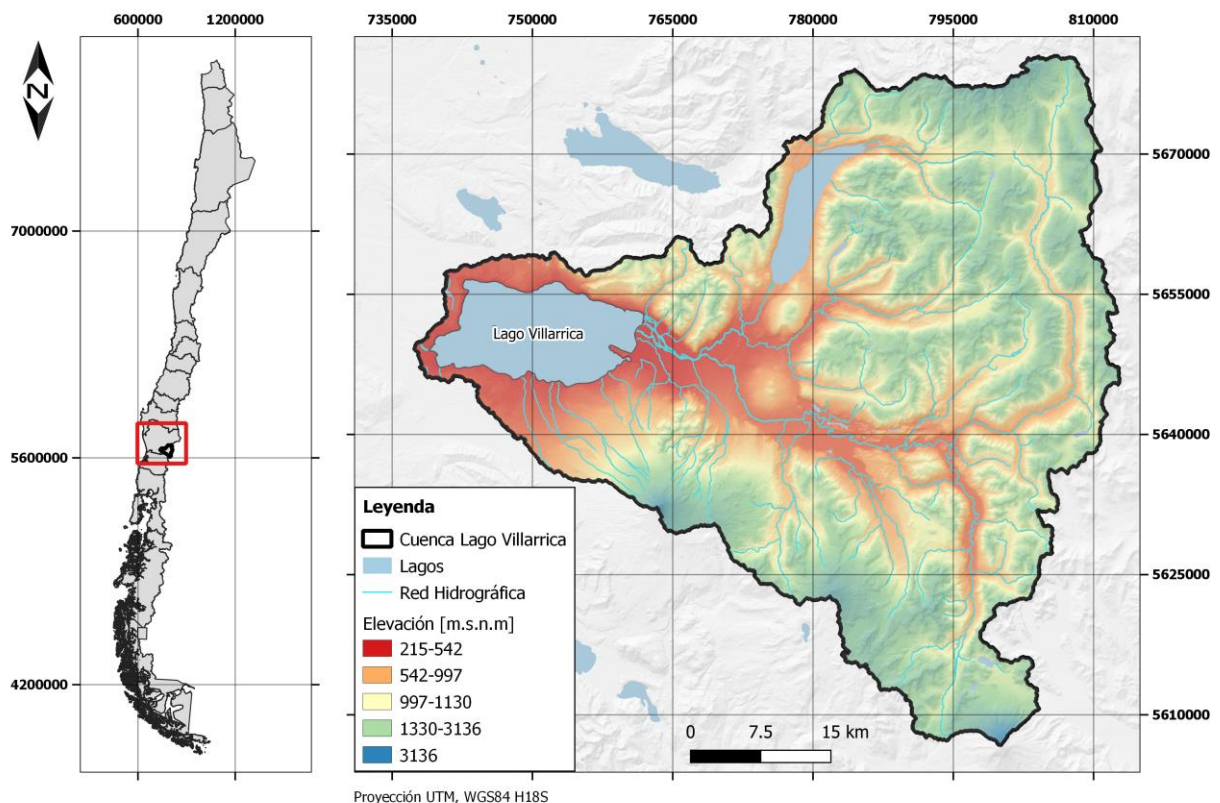 600000 1200000
7000000
5600000
4200000
N
735000 750000 765000 780000 795000 810000
5670000
5655000
5640000
5625000
5610000
Lago Villarrica
Leyenda
Cuenca Lago Villarrica
Lagos
Red Hidrográfica
Elevación [m.s.n.m]
215-542
542-997
997-1130
1330-3136
3136
0 7.5 15 km
Proyección UTM, WGS84 H18S